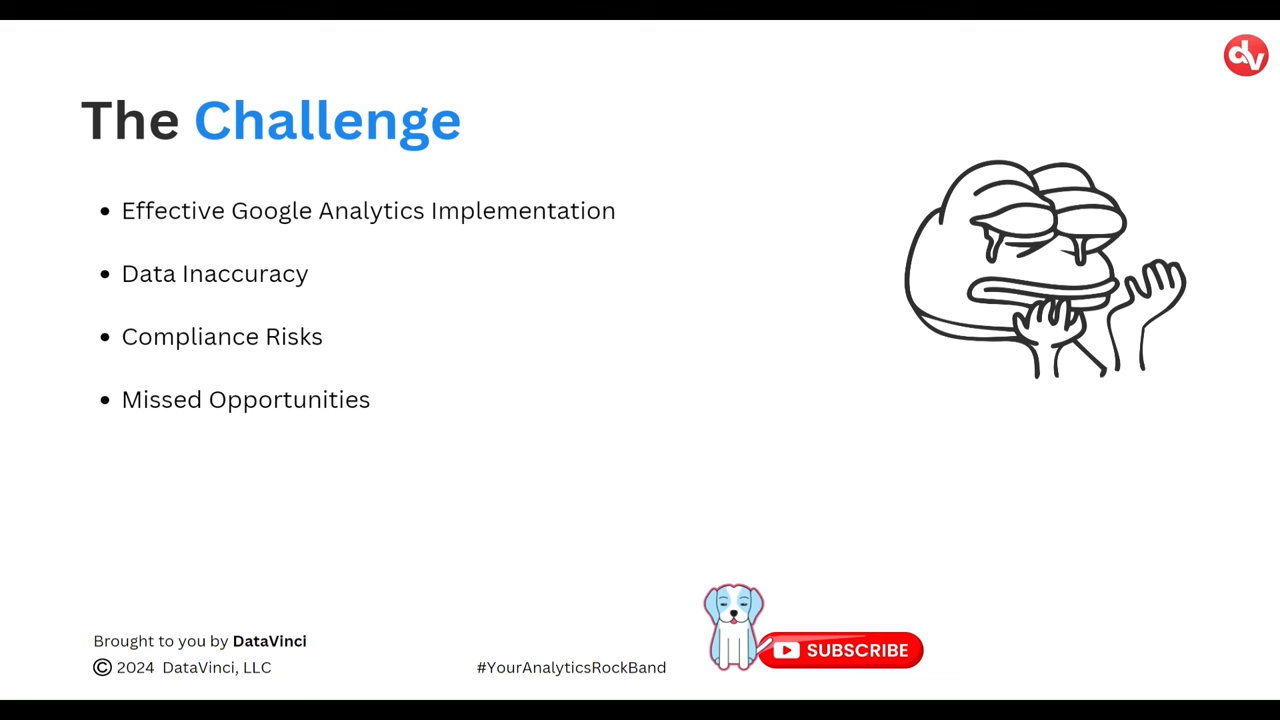 dv
The Challenge
• Effective Google Analytics Implementation
• Data Inaccuracy
• Compliance Risks
• Missed Opportunities
Brought to you by DataVinci
© 2024 DataVinci, LLC
#YourAnalyticsRockBand
SUBSCRIBE